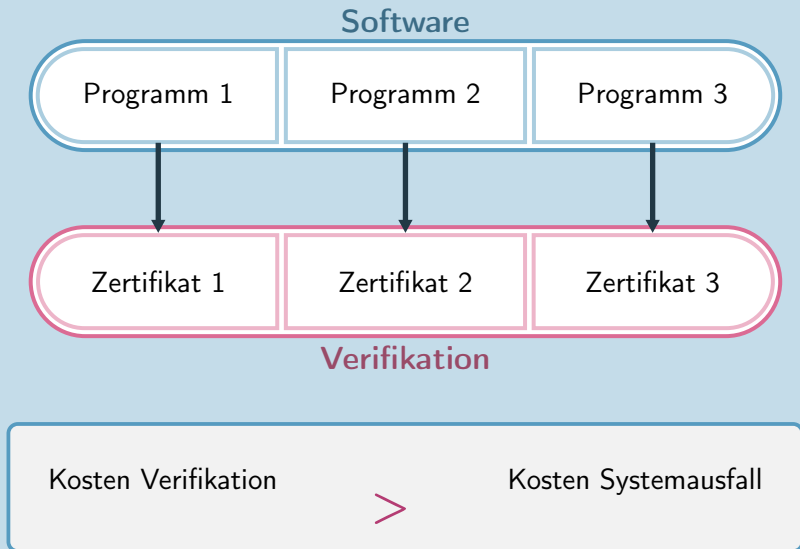 Software
Programm 1 Programm 2 Programm 3
Zertifikat 1 Zertifikat 2 Zertifikat 3
Verifikation
Kosten Verifikation > Kosten Systemausfall